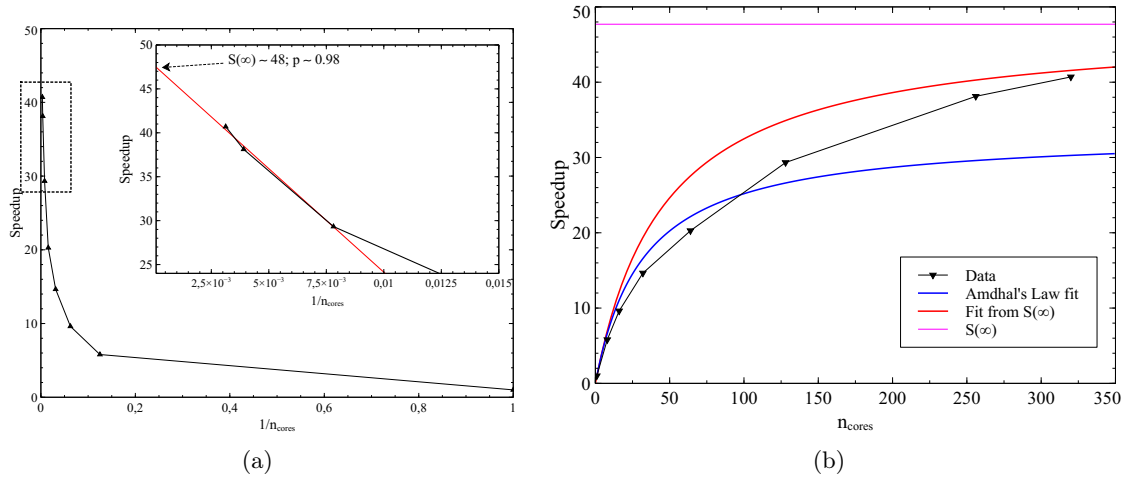 50
40
30
20
10
0
Speedup
0
0,2
0,4
0,6
0,8
1
1/n_cores
50
45
40
35
30
25
Speedup
S(∞) ~ 48; p ~ 0.98
2,5×10⁻³
5×10⁻³
7,5×10⁻³
0,01
0,0125
0,015
1/n_cores
(a)
50
40
30
20
10
0
Speedup
0
50
100
150
200
250
300
350
n_cores
Data
Amdhal's Law fit
Fit from S(∞)
S(∞)
(b)